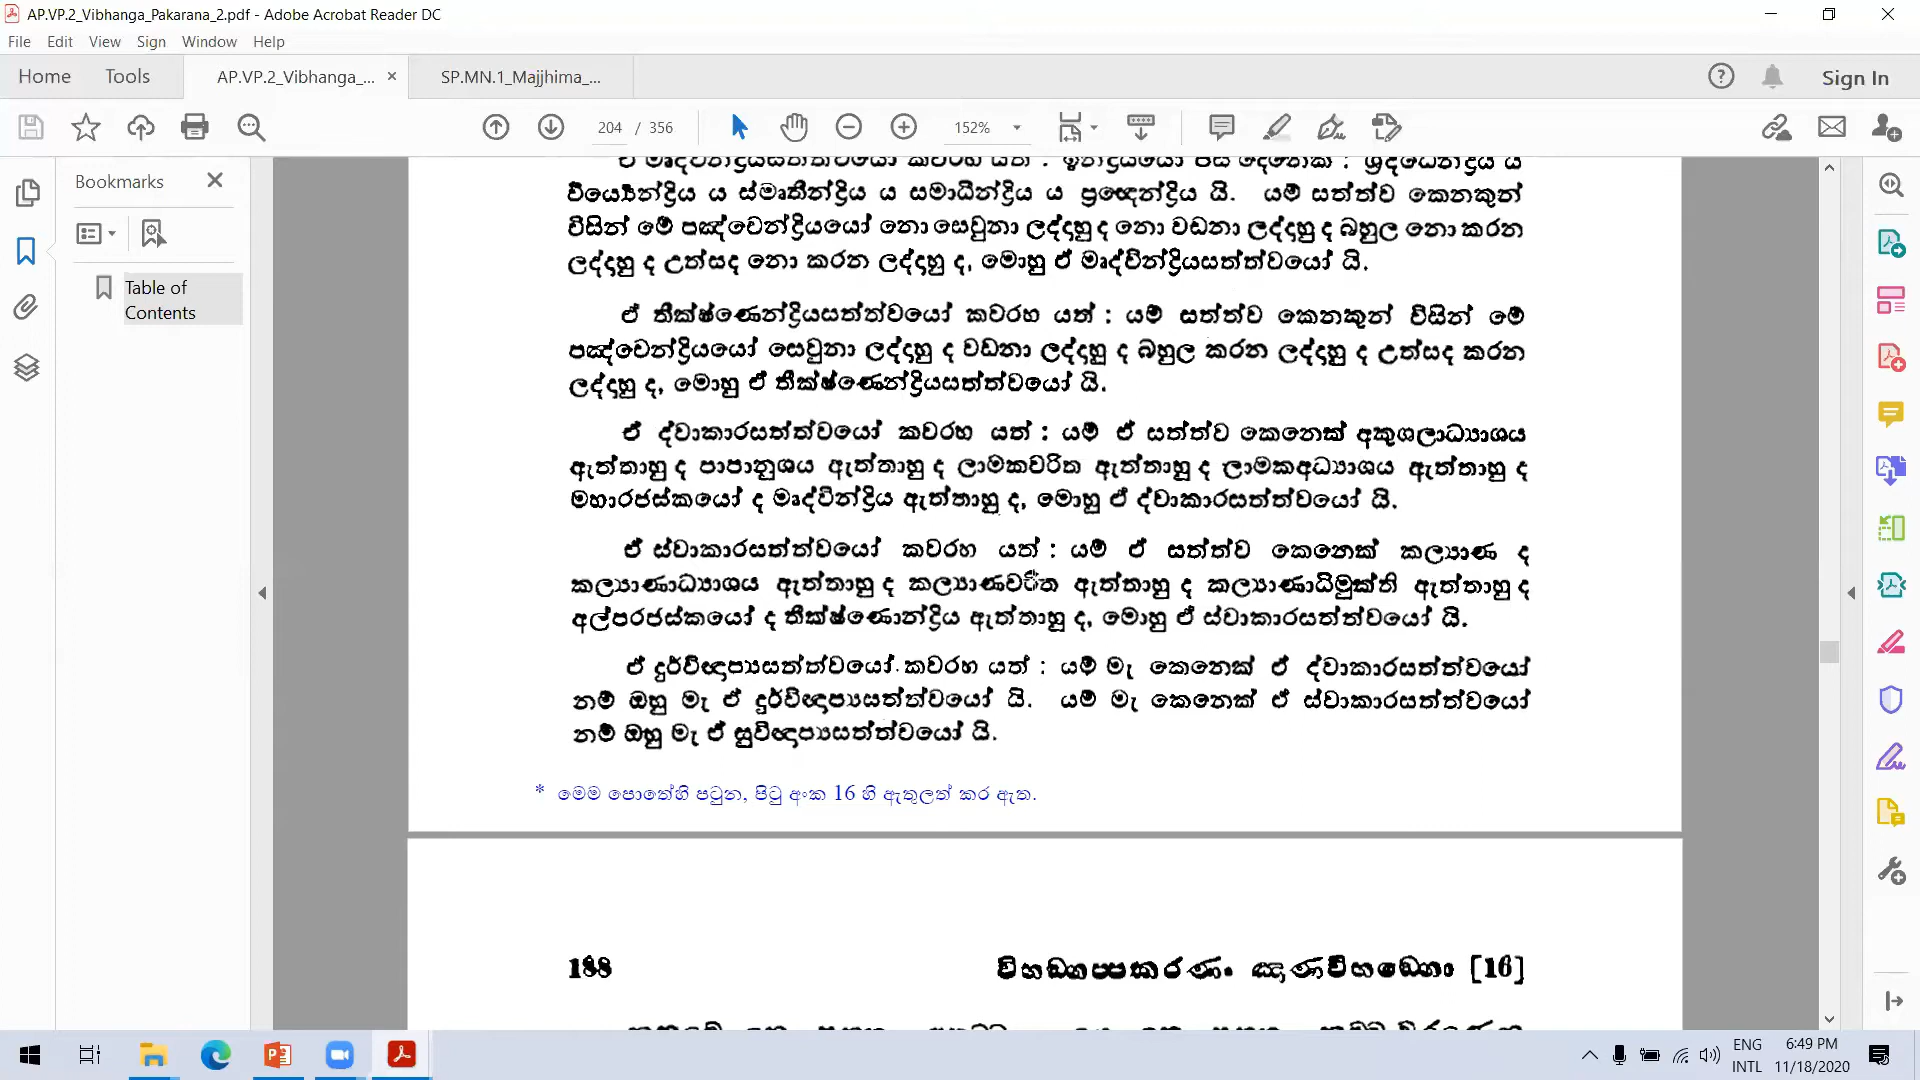 AP.VP.2_Vibhanga_Pakarana_2.pdf - Adobe Acrobat Reader DC
File Edit View Sign Window Help
Home Tools AP.VP.2_Vibhanga_... × SP.MN.1_Majjhima_... Sign In
204 / 356 152%
Bookmarks
Table of
Contents
වීර්‍ය්‍යෙන්ද්‍රිය ය ස්මෘතීන්ද්‍රිය ය සමාධීන්ද්‍රිය ය ප්‍රඥෙන්ද්‍රිය යි. යම් සත්ත්ව කෙනකුන්
විසින් මේ පඤ්චෙන්ද්‍රියයෝ නො සෙවුනා ලද්දාහු ද නො වඩනා ලද්දාහු ද බහුල නො කරන
ලද්දාහු ද උත්සද නො කරන ලද්දාහු ද, මොහු ඒ මෘද්වින්ද්‍රියසත්ත්වයෝ යි.
ඒ තීක්ෂ්ණෙන්ද්‍රියසත්ත්වයෝ කවරහ යත් : යම් සත්ත්ව කෙනකුන් විසින් මේ
පඤ්චෙන්ද්‍රියයෝ සෙවුනා ලද්දාහු ද වඩනා ලද්දාහු ද බහුල කරන ලද්දාහු ද උත්සද කරන
ලද්දාහු ද, මොහු ඒ තීක්ෂ්ණෙන්ද්‍රියසත්ත්වයෝ යි.
ඒ ද්වාකාරසත්ත්වයෝ කවරහ යත් : යම් ඒ සත්ත්ව කෙනෙක් අකුශලාධ්‍යාශය
ඇත්තාහු ද පාපානුශය ඇත්තාහු ද ලාමකචරිත ඇත්තාහු ද ලාමකඅධ්‍යාශය ඇත්තාහු ද
මහාරජස්කයෝ ද මෘද්වින්ද්‍රිය ඇත්තාහු ද, මොහු ඒ ද්වාකාරසත්ත්වයෝ යි.
ඒ ස්වාකාරසත්ත්වයෝ කවරහ යත් : යම් ඒ සත්ත්ව කෙනෙක් කල්‍යාණ ද
කල්‍යාණාධ්‍යාශය ඇත්තාහු ද කල්‍යාණචරිත ඇත්තාහු ද කල්‍යාණාධිමුක්ති ඇත්තාහු ද
අල්පරජස්කයෝ ද තීක්ෂ්ණොන්ද්‍රිය ඇත්තාහු ද, මොහු ඒ ස්වාකාරසත්ත්වයෝ යි.
ඒ දුර්විඥාප්‍යසත්ත්වයෝ කවරහ යත් : යම් මැ කෙනෙක් ඒ ද්වාකාරසත්ත්වයෝ
නම් ඔහු මැ ඒ දුර්විඥාප්‍යසත්ත්වයෝ යි. යම් මැ කෙනෙක් ඒ ස්වාකාරසත්ත්වයෝ
නම් ඔහු මැ ඒ සුවිඥාප්‍යසත්ත්වයෝ යි.
* මෙම පොතේහි පටුන, පිටු අංක 16 හි ඇතුලත් කර ඇත.
188 විභඞ්ගප්පකරණං ඤාණවිභඞ්ගො [16]
ENG 6:49 PM
INTL 11/18/2020